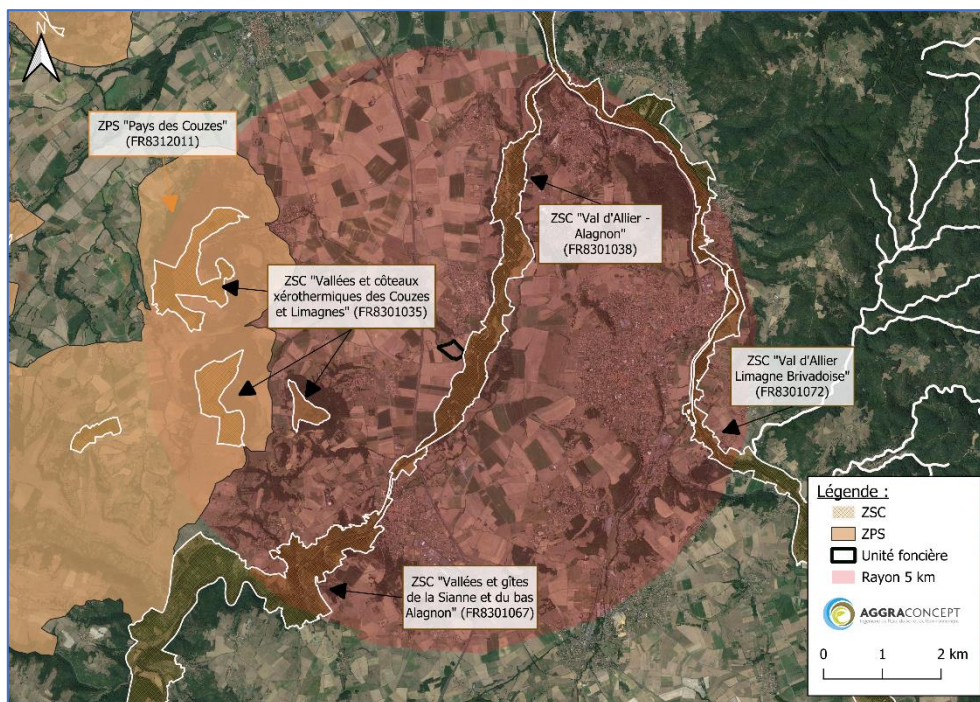 N
ZPS "Pays des Couzes"
(FR8312011)
ZSC "Val d'Allier -
Alagnon"
(FR8301038)
ZSC "Vallées et côteaux
xérothermiques des Couzes
et Limagnes" (FR8301035)
ZSC "Val d'Allier
Limagne Brivadoise"
(FR8301072)
ZSC "Vallées et gîtes
de la Sianne et du bas
Alagnon" (FR8301067)
Légende :
ZSC
ZPS
Unité foncière
Rayon 5 km
AGGRACONCEPT
0 1 2 km